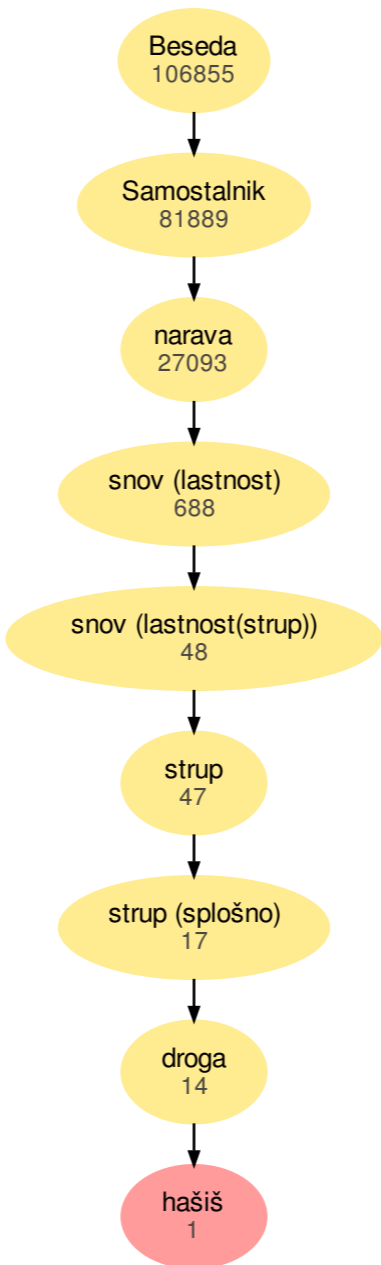 Beseda
106855
Samostalnik
81889
narava
27093
snov (lastnost)
688
snov (lastnost(strup))
48
strup
47
strup (splošno)
17
droga
14
hašiš
1